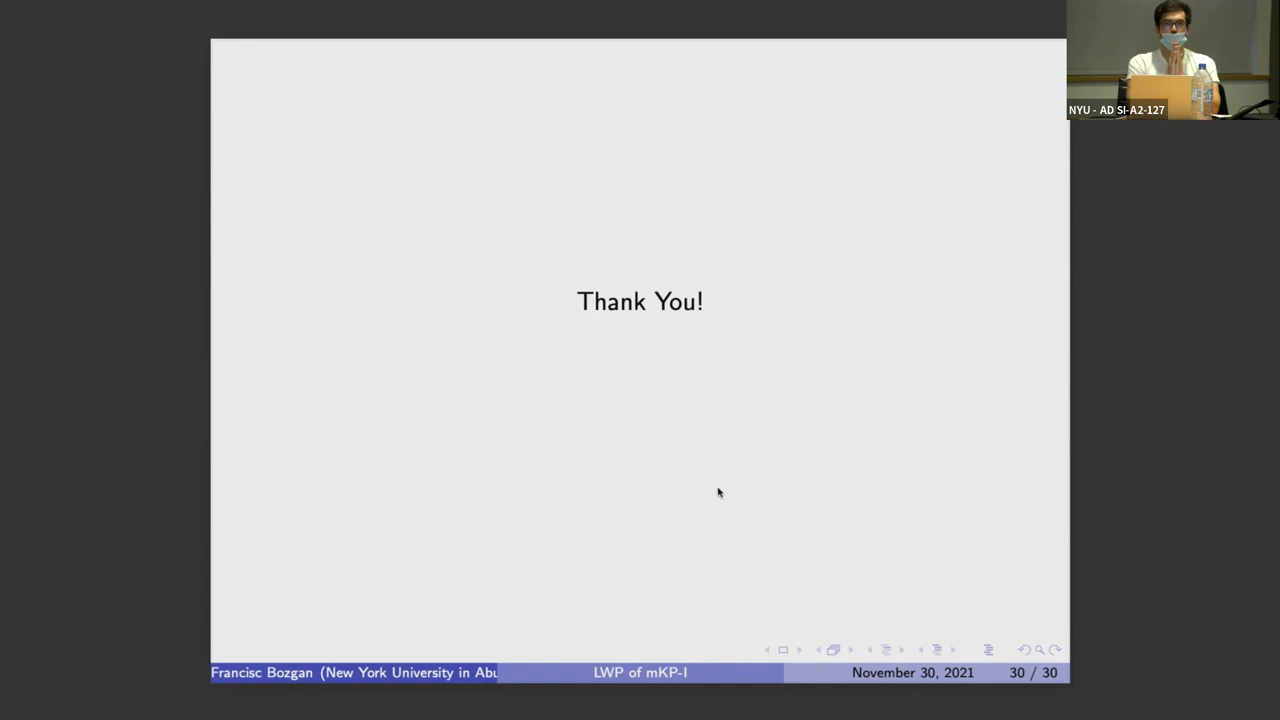 NYU - AD SI-A2-127
Thank You!
Francisc Bozgan (New York University in Abu
LWP of mKP-I
November 30, 2021
30 / 30